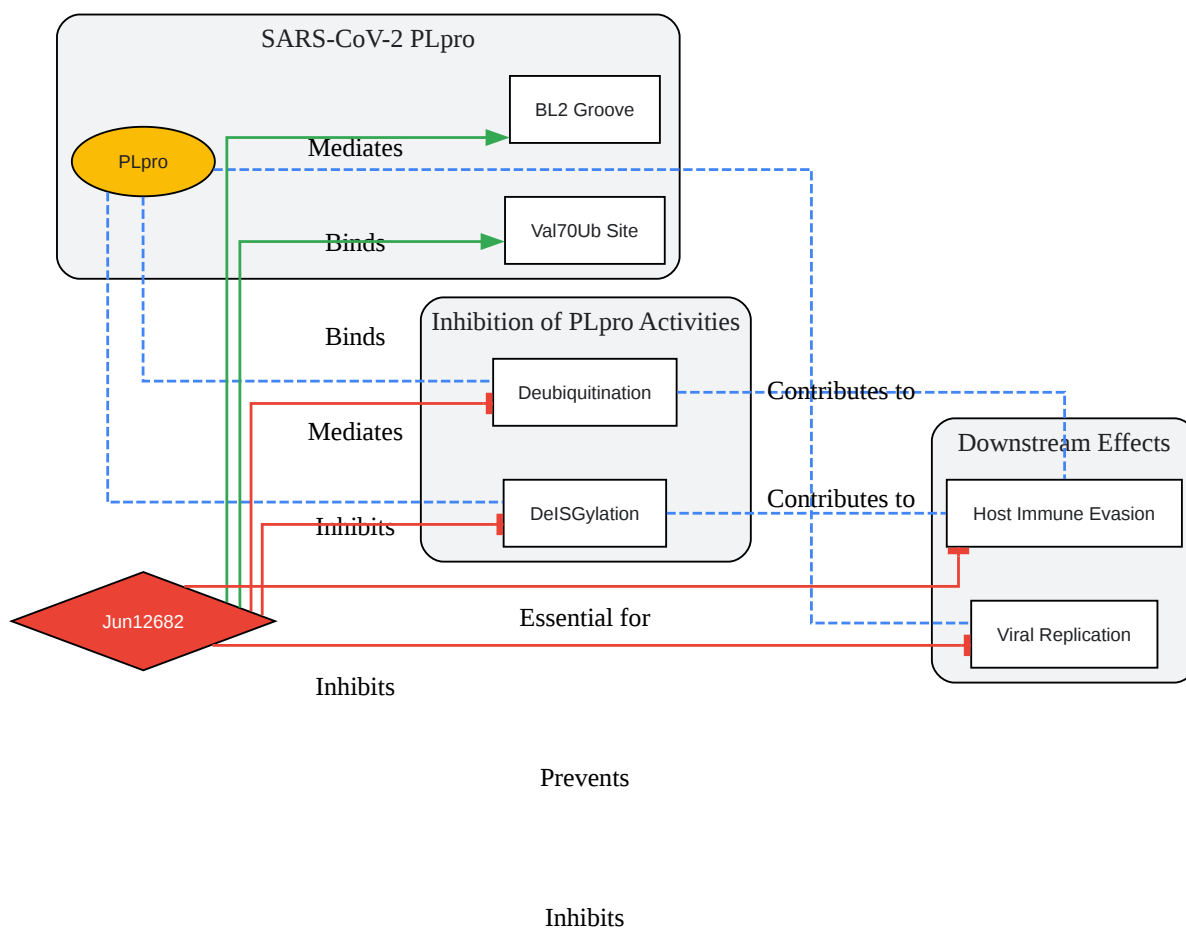 SARS-CoV-2 PLpro
BL2 Groove
Mediates
PLpro
Val70Ub Site
Binds
Inhibition of PLpro Activities
Binds
Deubiquitination
Contributes to
Mediates
Downstream Effects
Contributes to
DeISGylation
Host Immune Evasion
Inhibits
Jun12682
Essential for
Viral Replication
Inhibits
Prevents
Inhibits